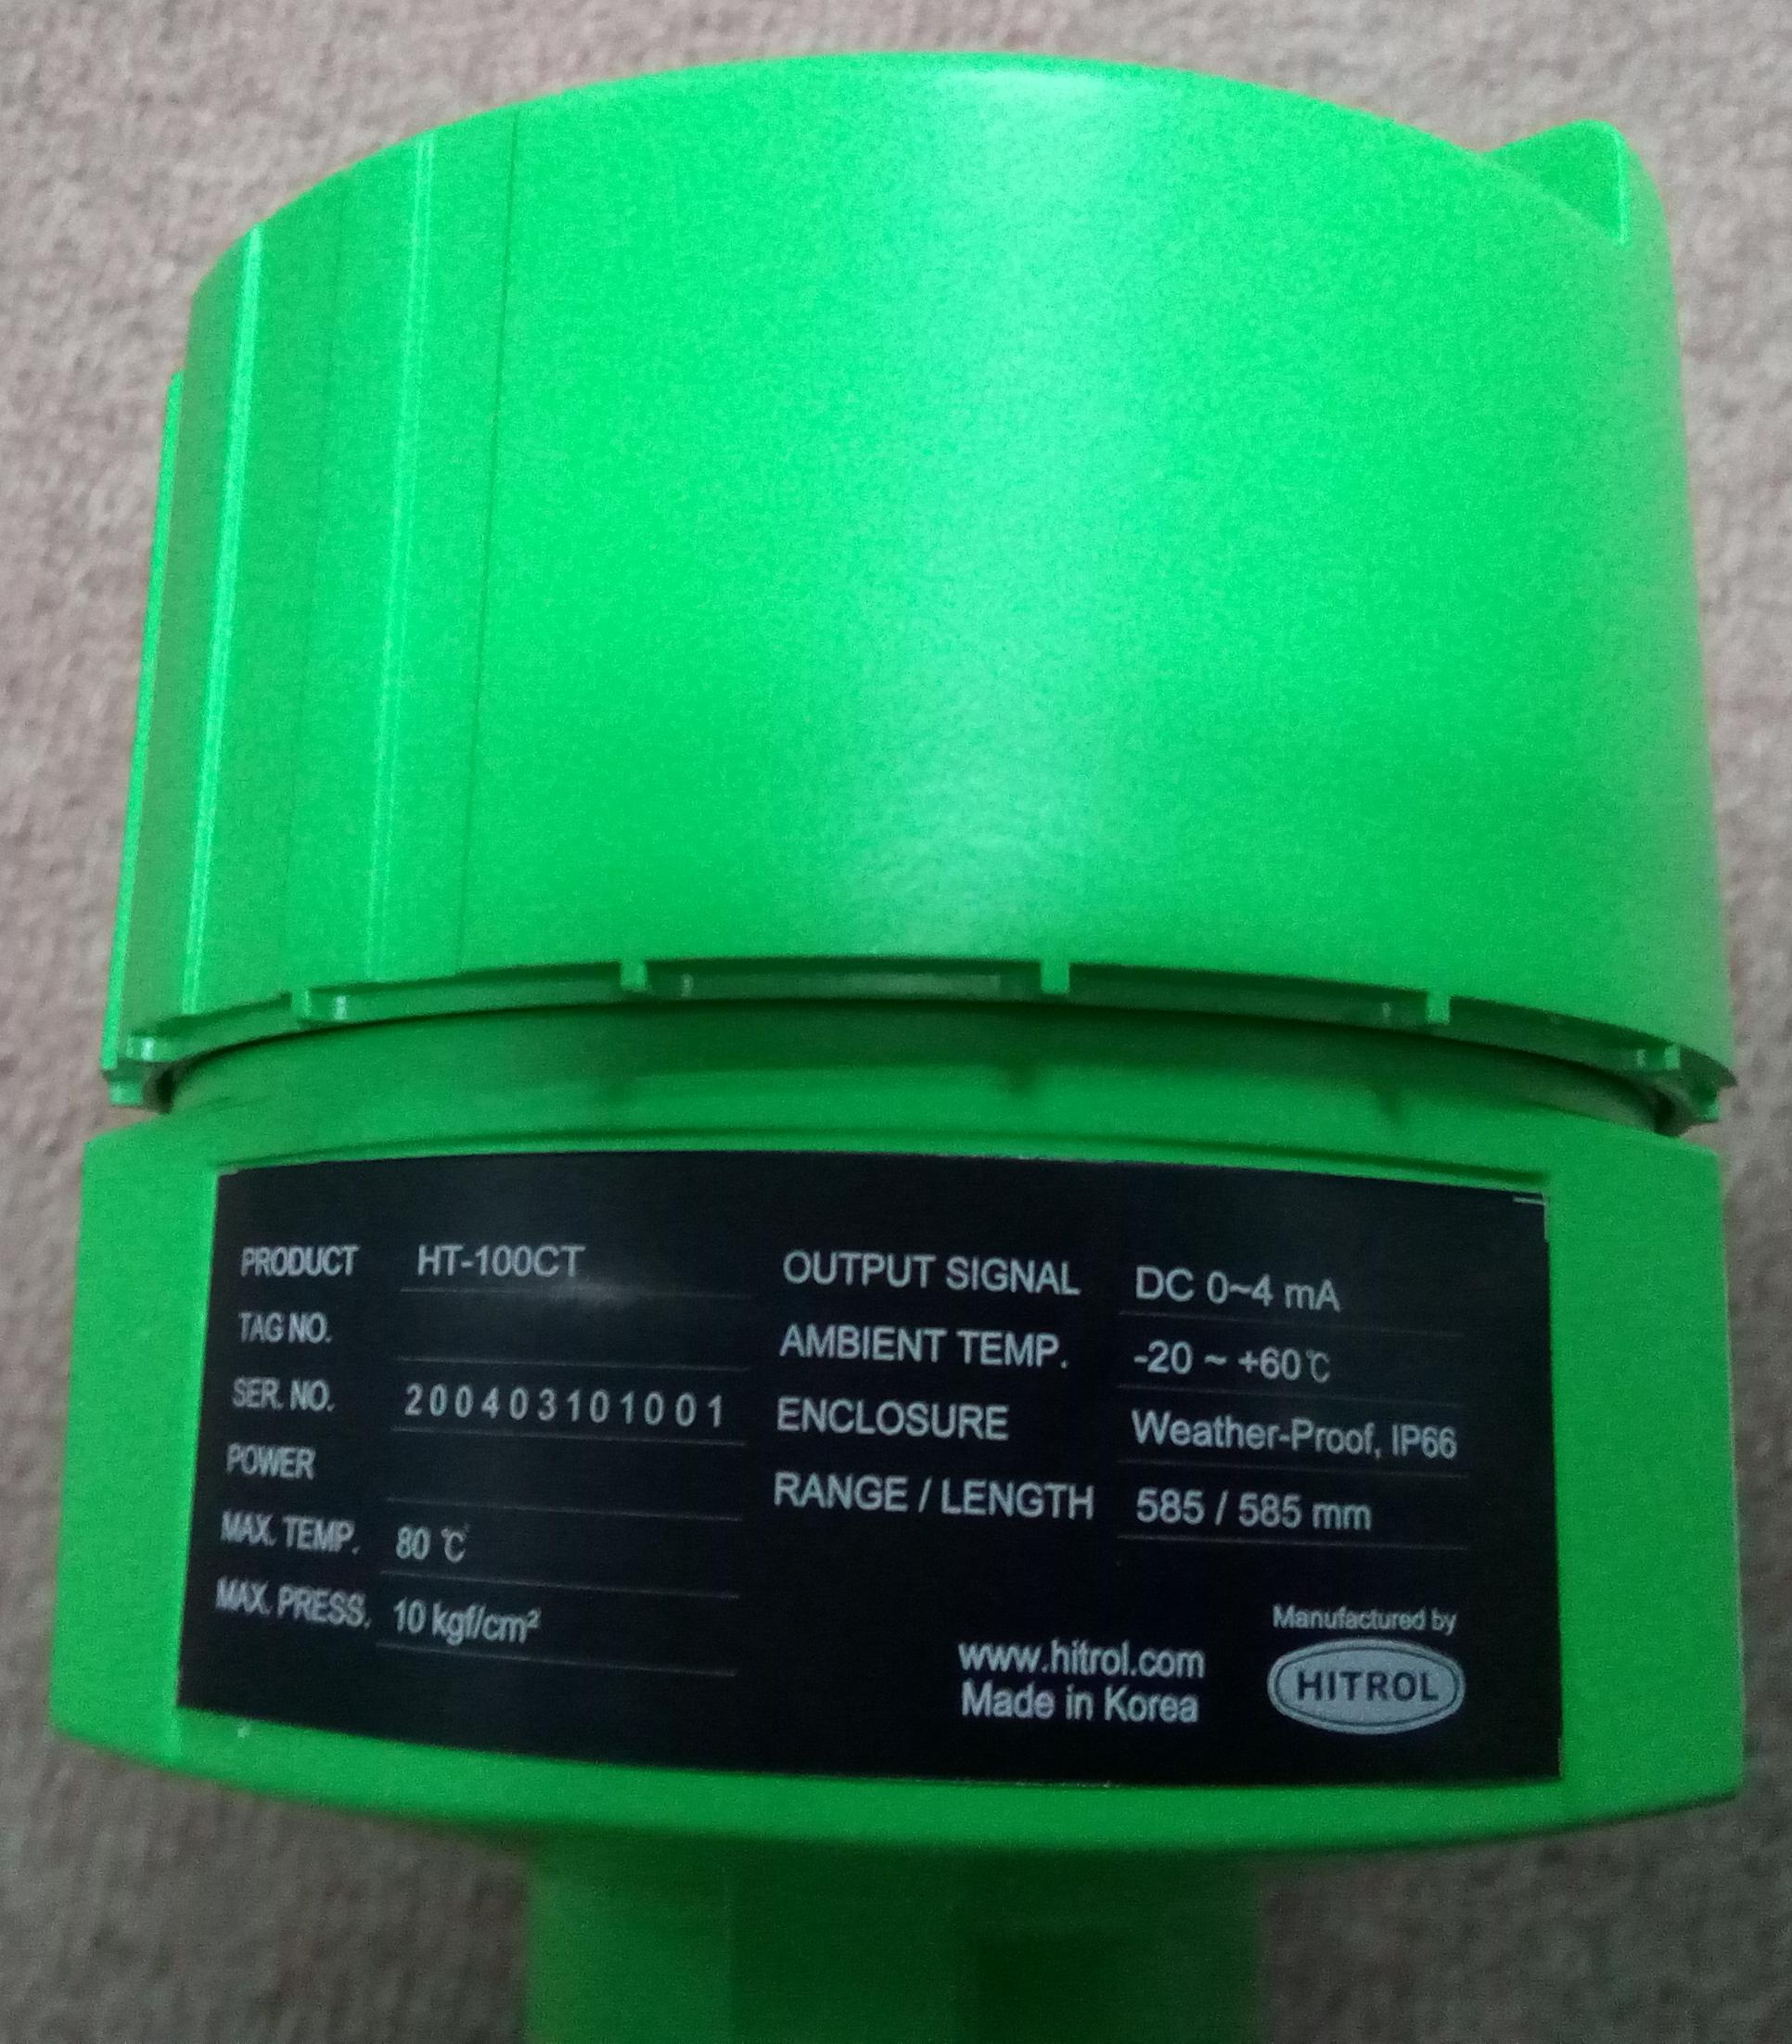 PRODUCT HT-100CT
TAG NO.
SER. NO. 200403101001
POWER
MAX. TEMP. 80 ℃
MAX. PRESS. 10 kgf/cm²
OUTPUT SIGNAL DC 0~4 mA
AMBIENT TEMP. -20 ~ +60℃
ENCLOSURE Weather-Proof, IP66
RANGE / LENGTH 585 / 585 mm
www.hitrol.com
Made in Korea
Manufactured by
HITROL